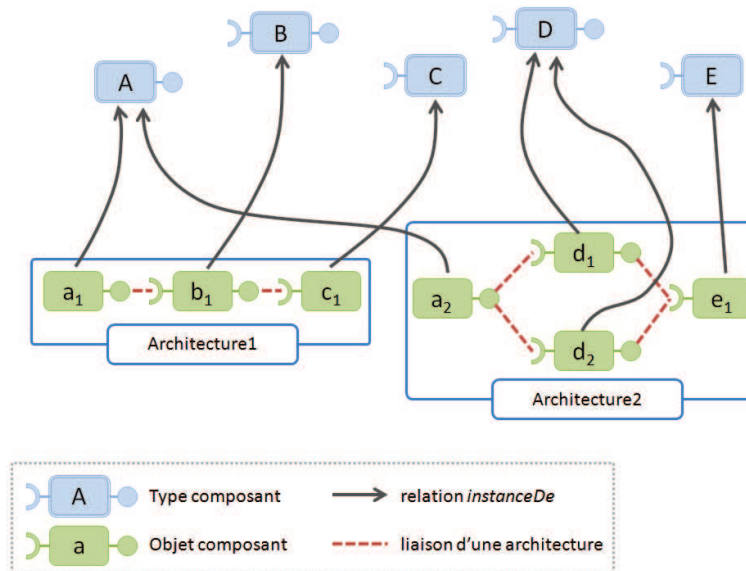 B
D
A
C
E
d₁
a₁
b₁
c₁
a₂
e₁
d₂
Architecture1
Architecture2
A Type composant
relation instanceDe
a Objet composant
liaison d'une architecture